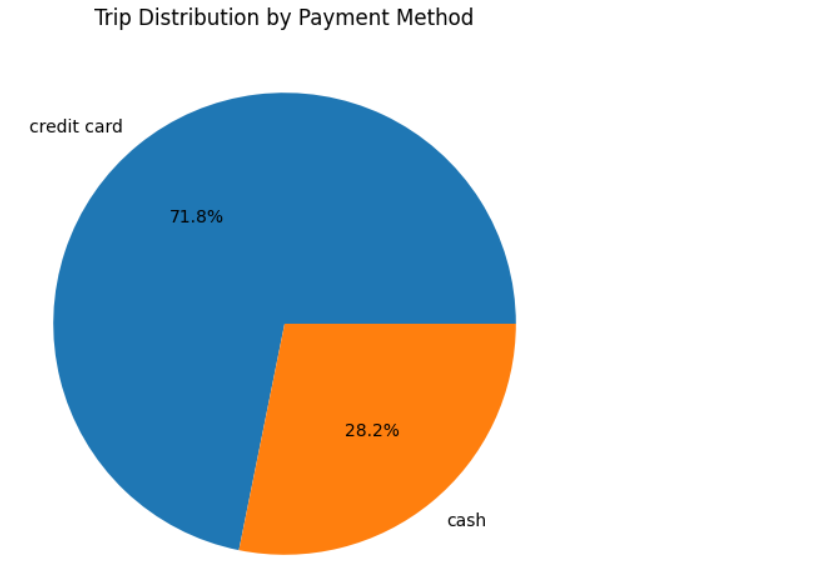 Trip Distribution by Payment Method
credit card
71.8%
28.2%
cash